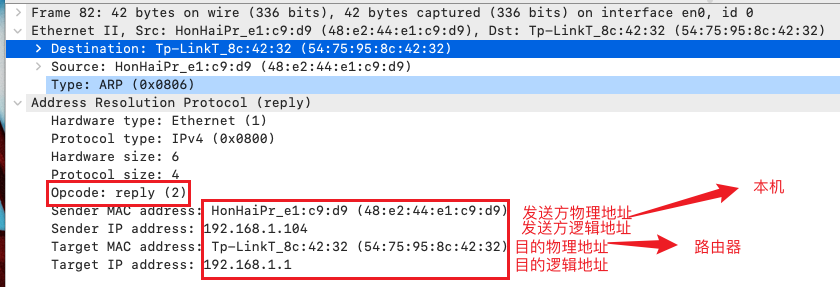 Frame 82: 42 bytes on wire (336 bits), 42 bytes captured (336 bits) on interface en0, id 0
Ethernet II, Src: HonHaiPr_e1:c9:d9 (48:e2:44:e1:c9:d9), Dst: Tp-LinkT_8c:42:32 (54:75:95:8c:42:32)
Destination: Tp-LinkT_8c:42:32 (54:75:95:8c:42:32)
Source: HonHaiPr_e1:c9:d9 (48:e2:44:e1:c9:d9)
Type: ARP (0x0806)
Address Resolution Protocol (reply)
Hardware type: Ethernet (1)
Protocol type: IPv4 (0x0800)
Hardware size: 6
Protocol size: 4
Opcode: reply (2)
本机
Sender MAC address: HonHaiPr_e1:c9:d9 (48:e2:44:e1:c9:d9) 发送方物理地址
Sender IP address: 192.168.1.104 发送方逻辑地址
Target MAC address: Tp-LinkT_8c:42:32 (54:75:95:8c:42:32) 目的物理地址 路由器
Target IP address: 192.168.1.1 目的逻辑地址